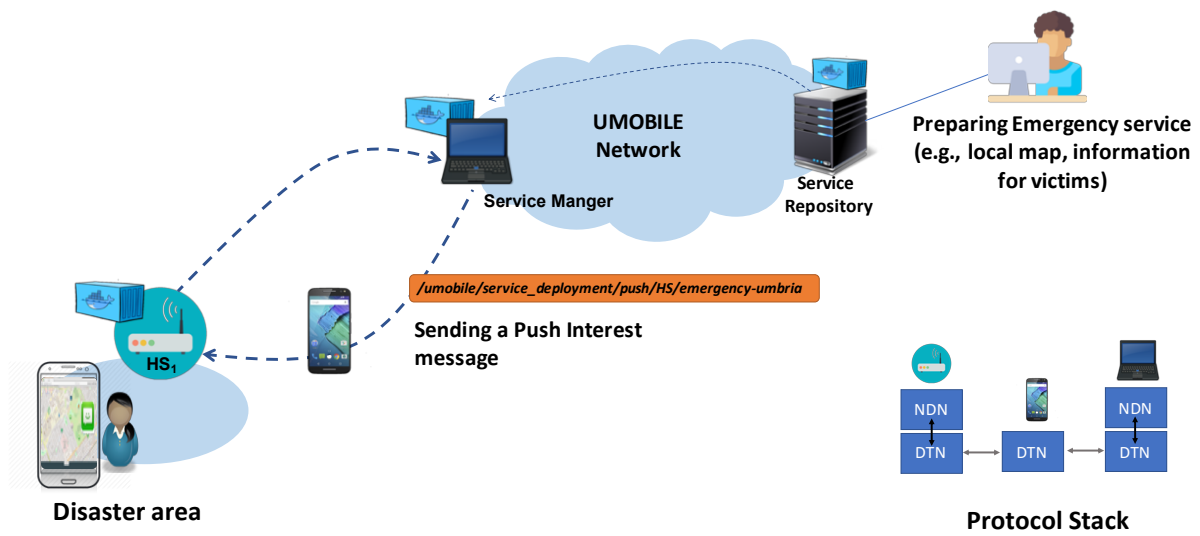 UMOBILE
Network
Preparing Emergency service
(e.g., local map, information
for victims)
Service Manger
Service
Repository
/umobile/service_deployment/push/HS/emergency-umbria
Sending a Push Interest
message
HS1
NDN
NDN
DTN
DTN
DTN
Disaster area
Protocol Stack